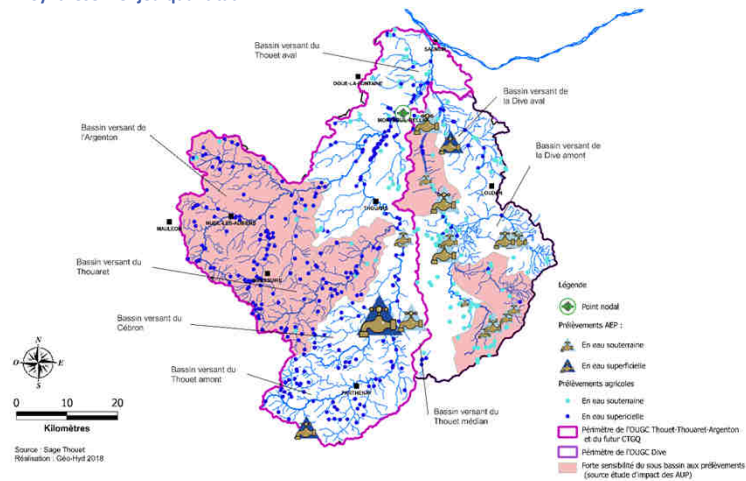 Bassin versant du
Thouet aval
SAUMUR
DOUE-LA-FONTAINE
Bassin versant de
la Dive aval
Bassin versant de
l'Argenton
MONTREUIL-BELLAY
Bassin versant de
la Dive amont
LOUDUN
THOUARS
MAULEON
Bassin versant du
Thouaret
BRESSUIRE
Bassin versant du
Cébron
Bassin versant du
Thouet amont
PARTHENAY
Bassin versant du
Thouet médian
N
O
E
S
0
10
20
Kilomètres
Source : Sage Thouet
Réalisation : Géo-Hyd 2018
Légende
Point nodal
Prélèvements AEP :
En eau souterraine
En eau superficielle
Prélèvements agricoles
En eau souterraine
En eau supericielle
Périmètre de l'OUGC Thouet-Thouaret-Argenton
et du futur CTGQ
Périmètre de l'OUGC Dive
Forte sensibilité du sous bassin aux prélèvements
(source étude d'impact des AUP)